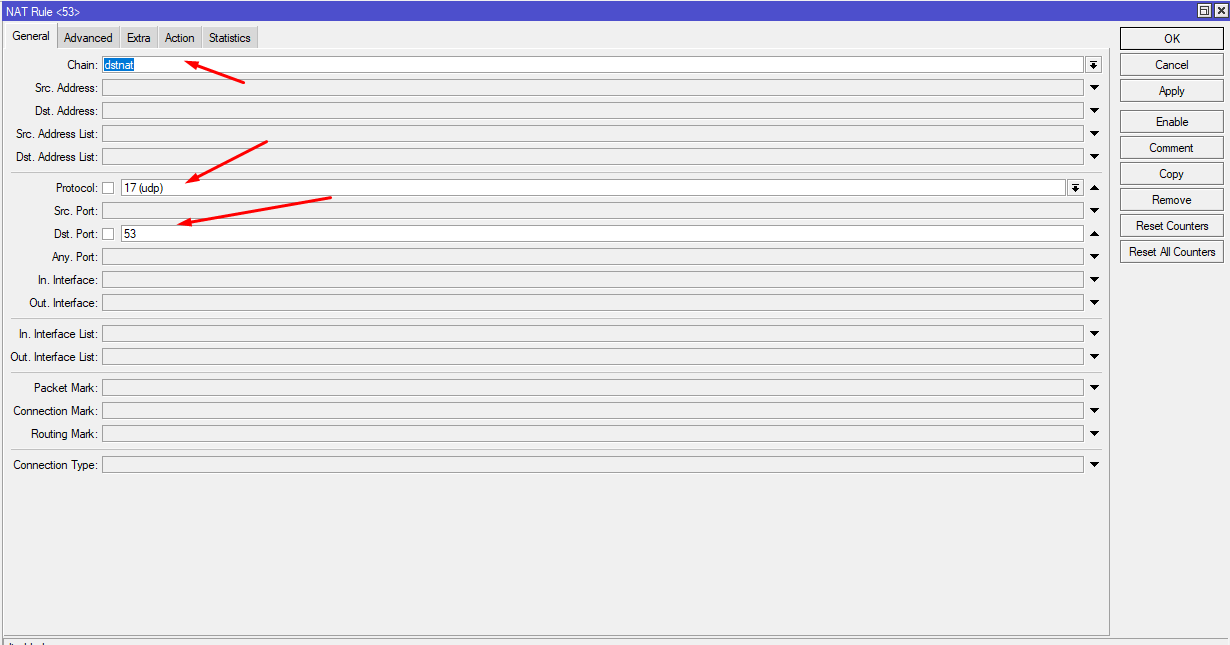 NAT Rule <53>
General Advanced Extra Action Statistics
Chain: dstnat
Src. Address:
Dst. Address:
Src. Address List:
Dst. Address List:
Protocol: 17 (udp)
Src. Port:
Dst. Port: 53
Any. Port:
In. Interface:
Out. Interface:
In. Interface List:
Out. Interface List:
Packet Mark:
Connection Mark:
Routing Mark:
Connection Type:
OK
Cancel
Apply
Enable
Comment
Copy
Remove
Reset Counters
Reset All Counters